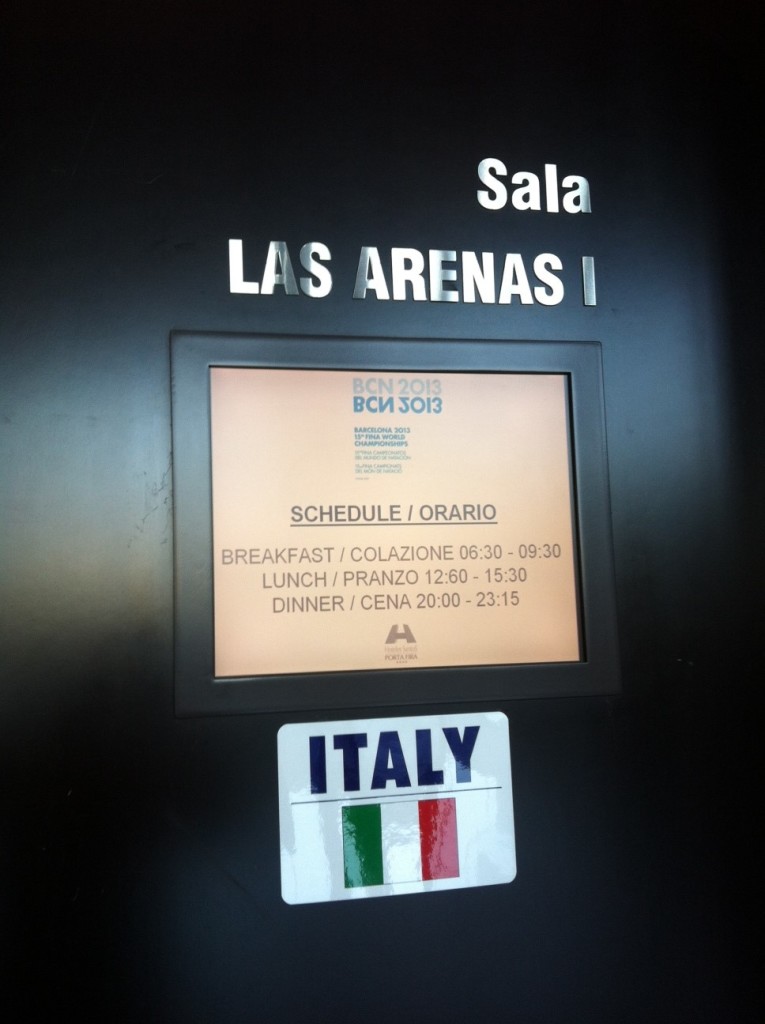 Sala
LAS ARENAS I
BCN 2013
BCN 2013
BARCELONA 2013
15th FINA WORLD
CHAMPIONSHIPS
SCHEDULE / ORARIO
BREAKFAST / COLAZIONE 06:30 - 09:30
LUNCH / PRANZO 12:60 - 15:30
DINNER / CENA 20:00 - 23:15
PORTA FIRA
ITALY